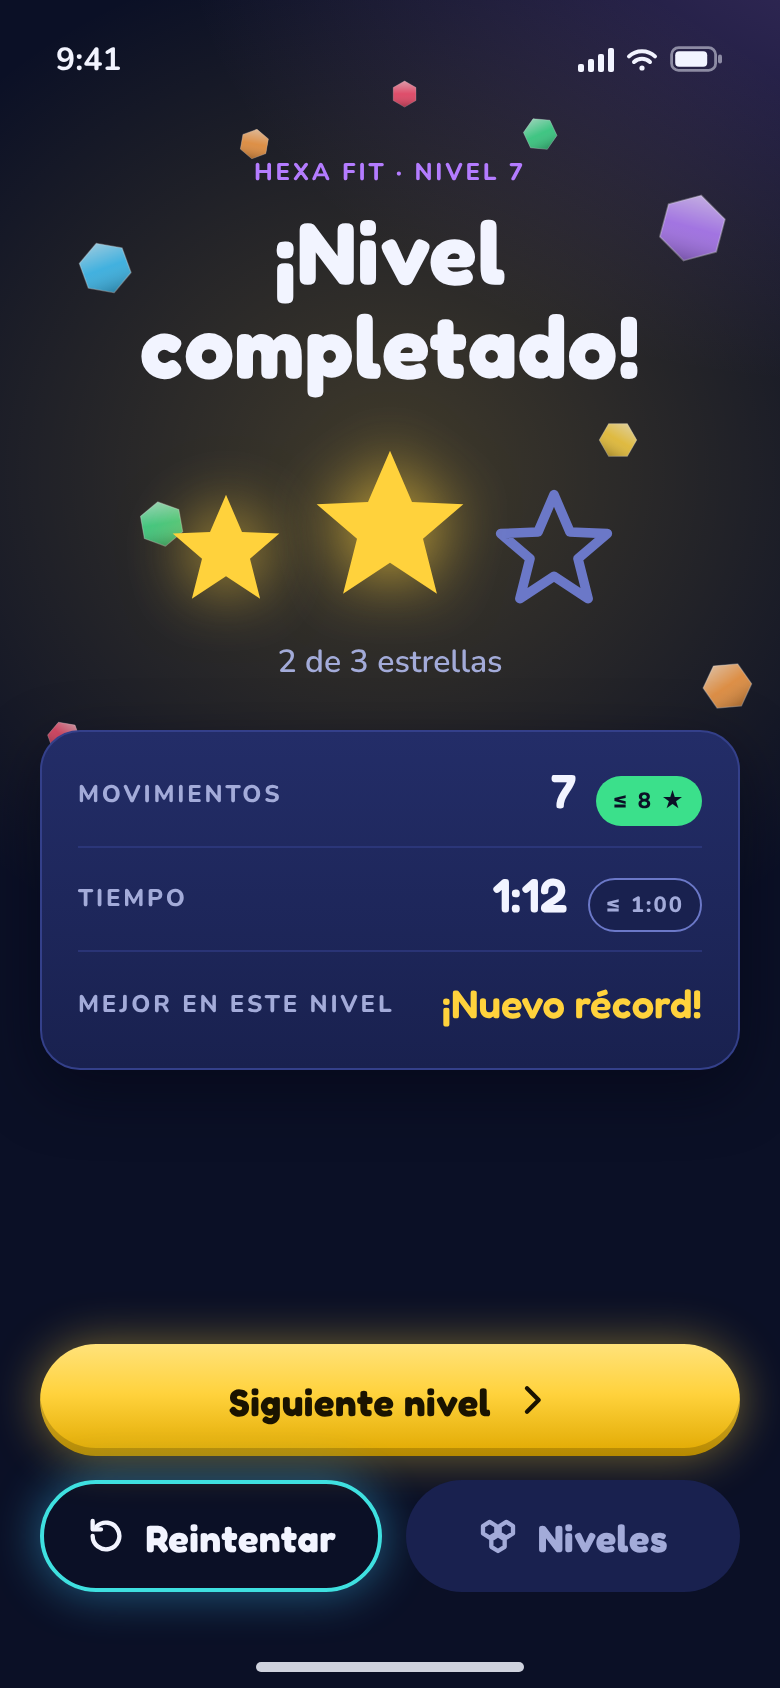 9:41
HEXA FIT · NIVEL 7
¡Nivel
completado!
2 de 3 estrellas
MOVIMIENTOS 7 ≤ 8 ★
TIEMPO 1:12 ≤ 1:00
MEJOR EN ESTE NIVEL ¡Nuevo récord!
Siguiente nivel
Reintentar Niveles